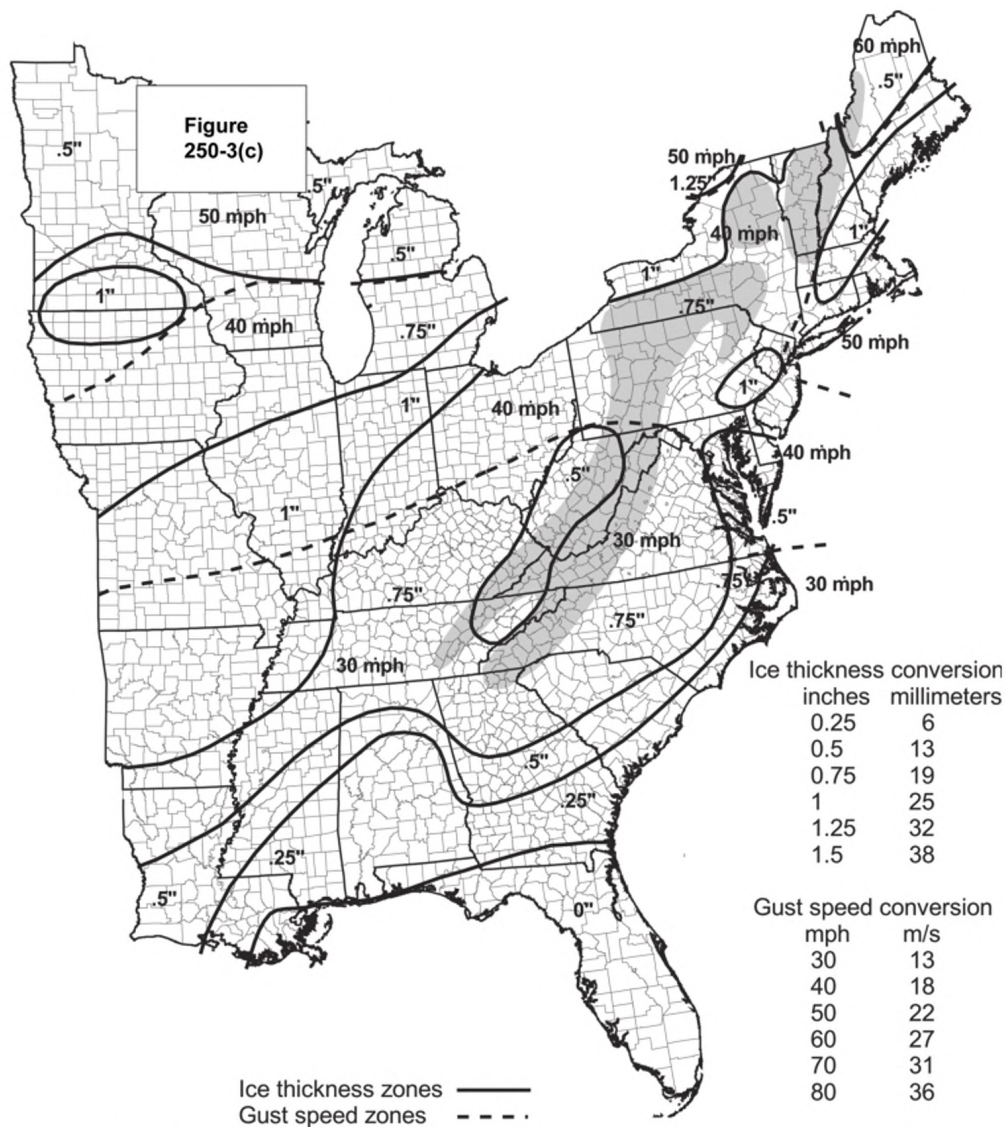 60 mph
.5"
Figure
250-3(c)
.5"
50 mph
1.25"
.5"
50 mph
40 mph
.5"
1"
1"
1"
.75"
40 mph
.75"
50 mph
1"
1"
40 mph
.5"
40 mph
1"
.5"
30 mph
.75"
30 mph
.75"
.75"
30 mph
Ice thickness conversion
inches millimeters
0.25 6
0.5 13
0.75 19
1 25
1.25 32
1.5 38
.5"
.25"
.25"
.5"
0"
Gust speed conversion
mph m/s
30 13
40 18
50 22
60 27
70 31
80 36
Ice thickness zones
Gust speed zones